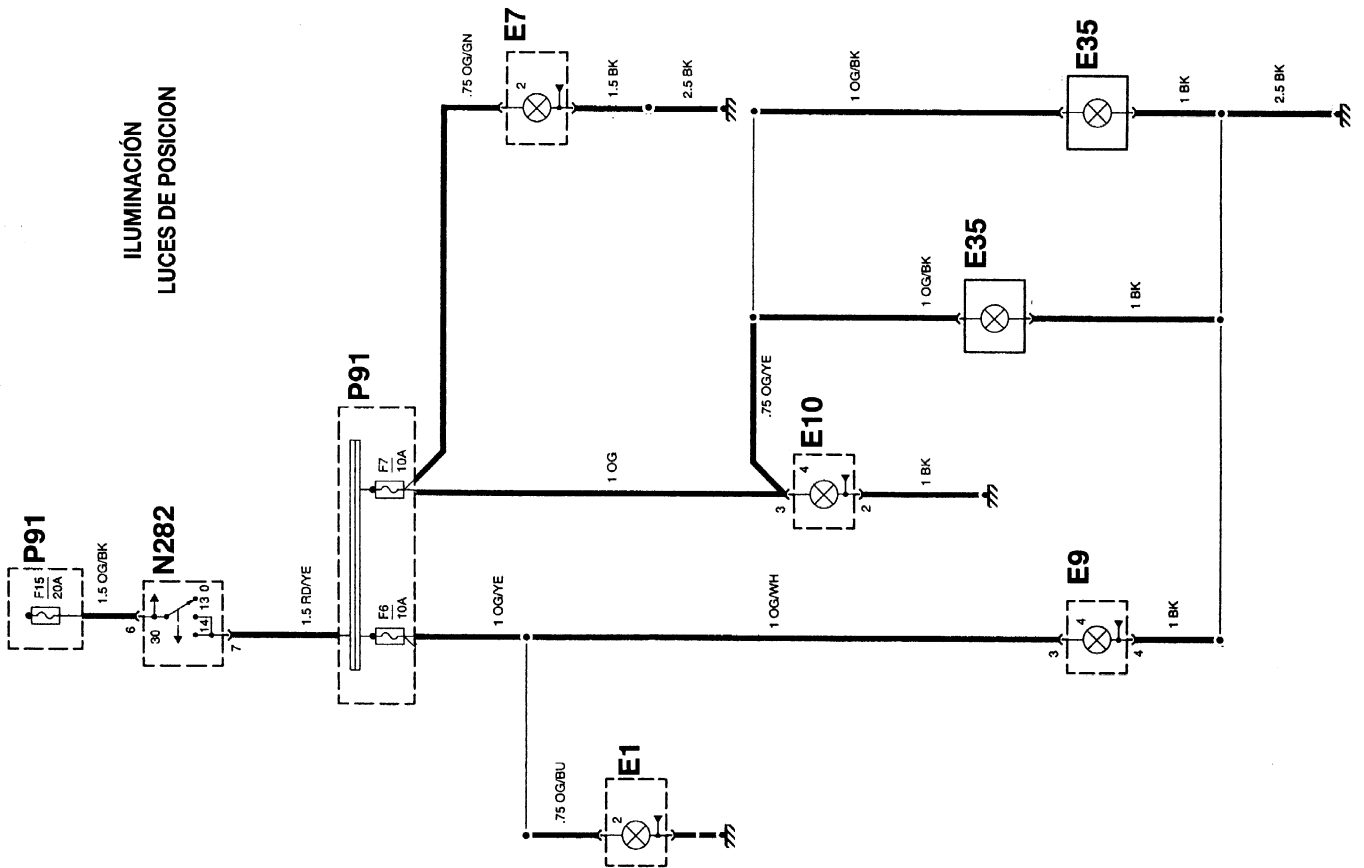 ILUMINACIÓN
LUCES DE POSICION
P91
F15
20A
1.5 OG/BK
6
N282
30
14
13
0
7
1.5 RD/YE
P91
F6
10A
F7
10A
.75 OG/GN
E7
2
1.5 BK
2.5 BK
1 OG
1 OG/YE
.75 OG/BU
E1
2
1 OG/WH
3
E9
4
4
1 BK
3
E10
4
2
1 BK
.75 OG/YE
1 OG/BK
E35
1 BK
1 OG/BK
E35
1 BK
2.5 BK